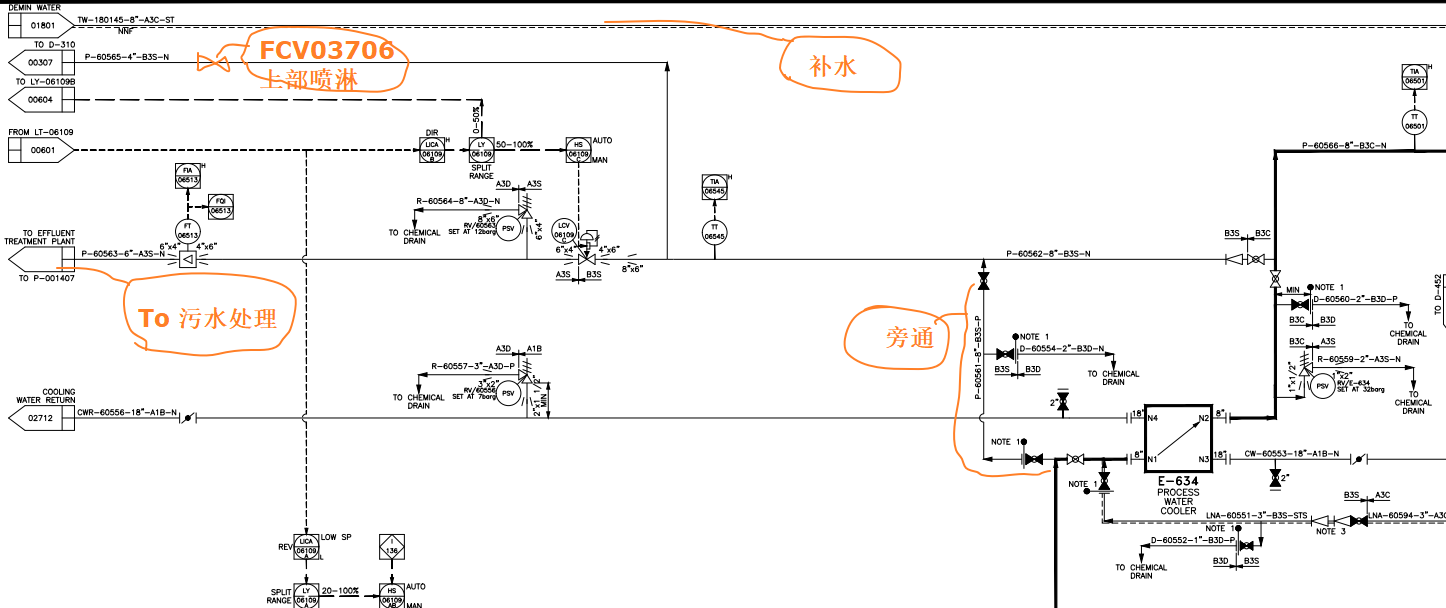 DEMIN WATER
01801
TW-180145-8"-A3C-ST
NNF
TO D-310
00307
P-60565-4"-B3S-N
FCV03706
上部喷淋
补水
TO LY-06109B
00604
0-50%
TIA
06501
H
TT
06501
FROM LT-06109
00601
DIR
LICA
06109
B
H
LY
06109
SPLIT
RANGE
50-100%
HS
06109
C
AUTO
MAN
P-60566-8"-B3C-N
FIA
06513
H
FQI
06513
FT
06513
A3D
A3S
R-60564-8"-A3D-N
8"x6"
RV/60563
SET AT 12barg
PSV
6"x4"
TO CHEMICAL
DRAIN
LCV
06109
C
TIA
06545
H
TT
06545
TO EFFLUENT
TREATMENT PLANT
P-60563-6"-A3S-N
6"x4"
4"x6"
TO P-001407
6"x4"
4"x6"
8"x6"
A3S
B3S
P-60562-8"-B3S-N
B3S
B3C
To 污水处理
旁通
P-60561-8"-B3S-P
MIN
NOTE 1
D-60560-2"-B3D-P
B3C
B3D
TO
CHEMICAL
DRAIN
TO D-452
NOTE 1
D-60554-2"-B3D-N
B3S
B3D
TO CHEMICAL
DRAIN
B3C
A3S
R-60559-2"-A3S-N
1"x2"
RV/E-634
SET AT 32barg
PSV
1"x1/2"
TO
CHEMICAL
DRAIN
A3D
A1B
R-60557-3"-A3D-P
3"x2"
RV/60556
SET AT 7barg
PSV
2"x1 1/2"
MIN
TO CHEMICAL
DRAIN
COOLING
WATER RETURN
02712
CWR-60556-18"-A1B-N
2"
18"
N4
N2
8"
8"
N1
N3
18"
E-634
PROCESS
WATER
COOLER
CW-60553-18"-A1B-N
2"
NOTE 1
NOTE 1
B3S
A3C
LNA-60551-3"-B3S-STS
LNA-60594-3"-A3C
NOTE 3
NOTE 1
D-60552-1"-B3D-P
B3D
B3S
TO CHEMICAL
DRAIN
REV
LICA
06109
A
LOW SP
L
I
136
SPLIT
RANGE
LY
06109
A
20-100%
HS
06109
AB
AUTO
MAN